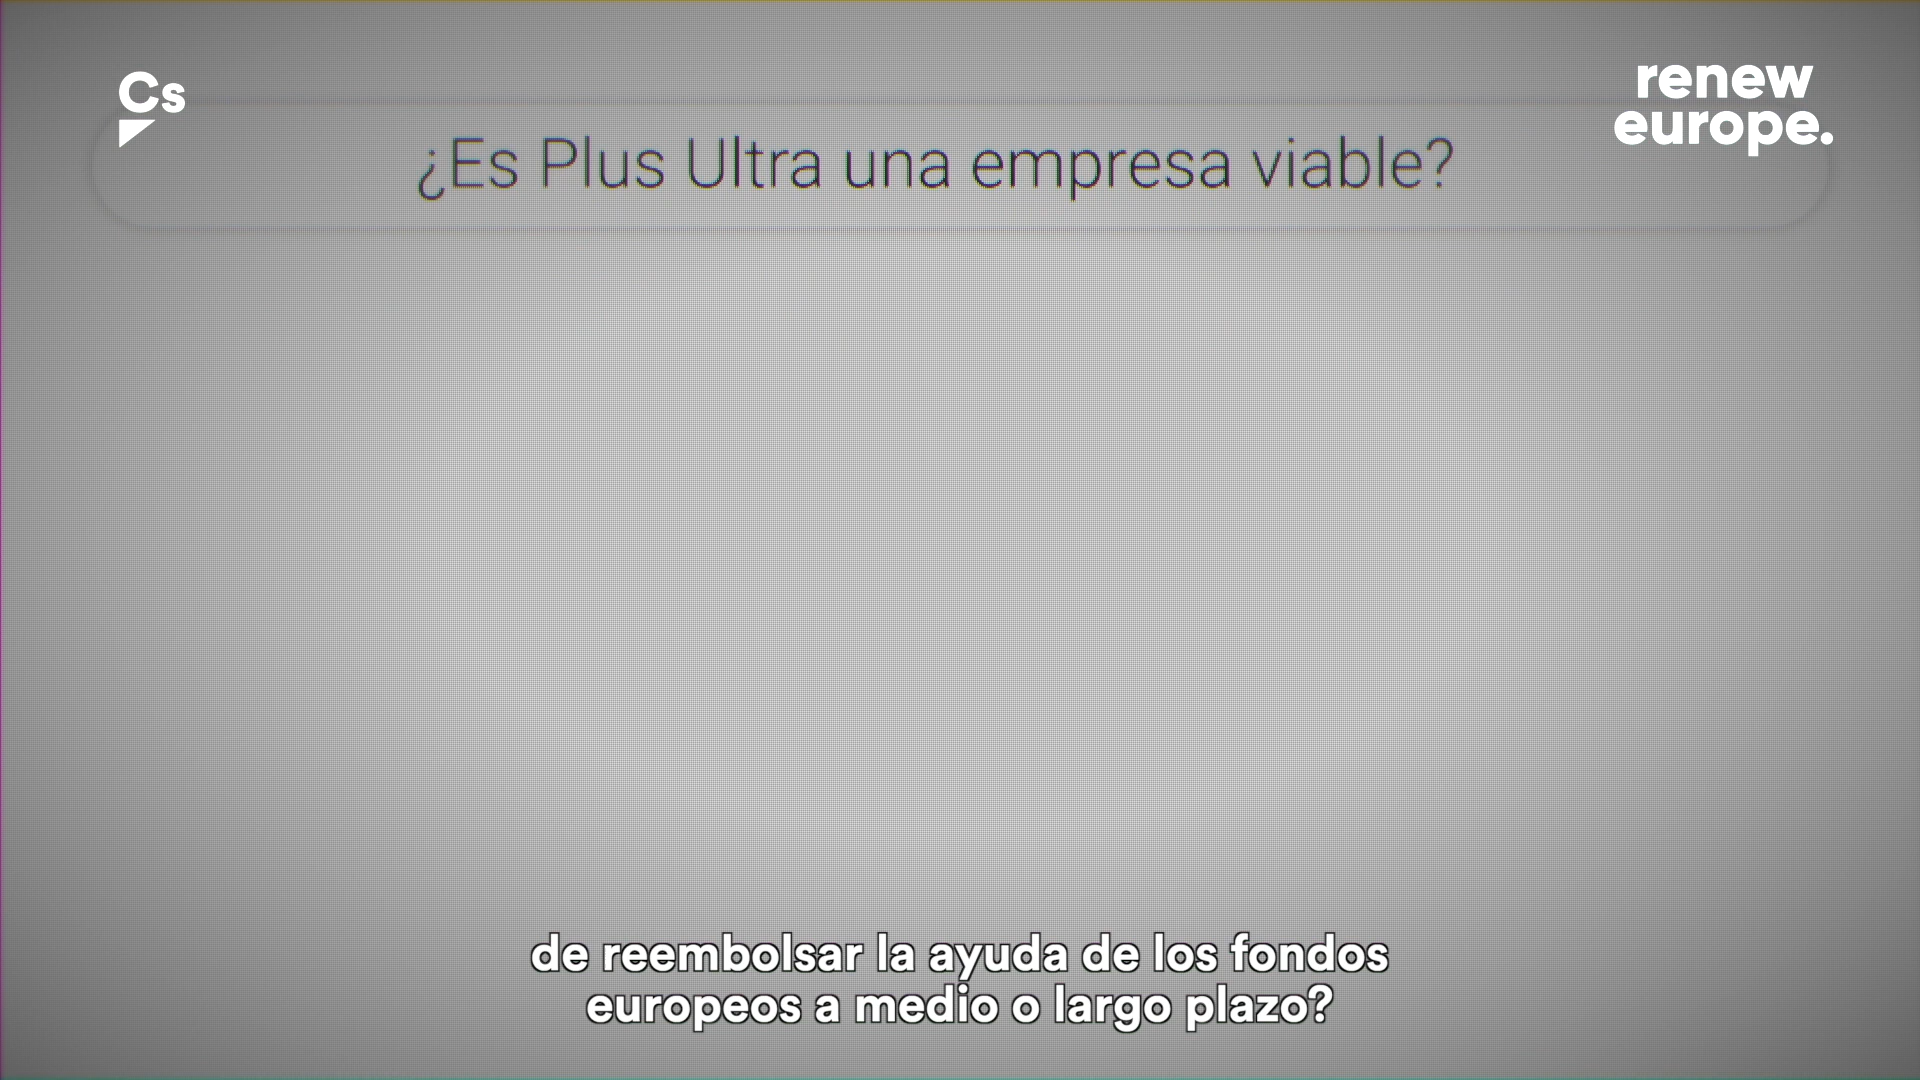 Cs
renew
europe.
¿Es Plus Ultra una empresa viable?
de reembolsar la ayuda de los fondos
europeos a medio o largo plazo?